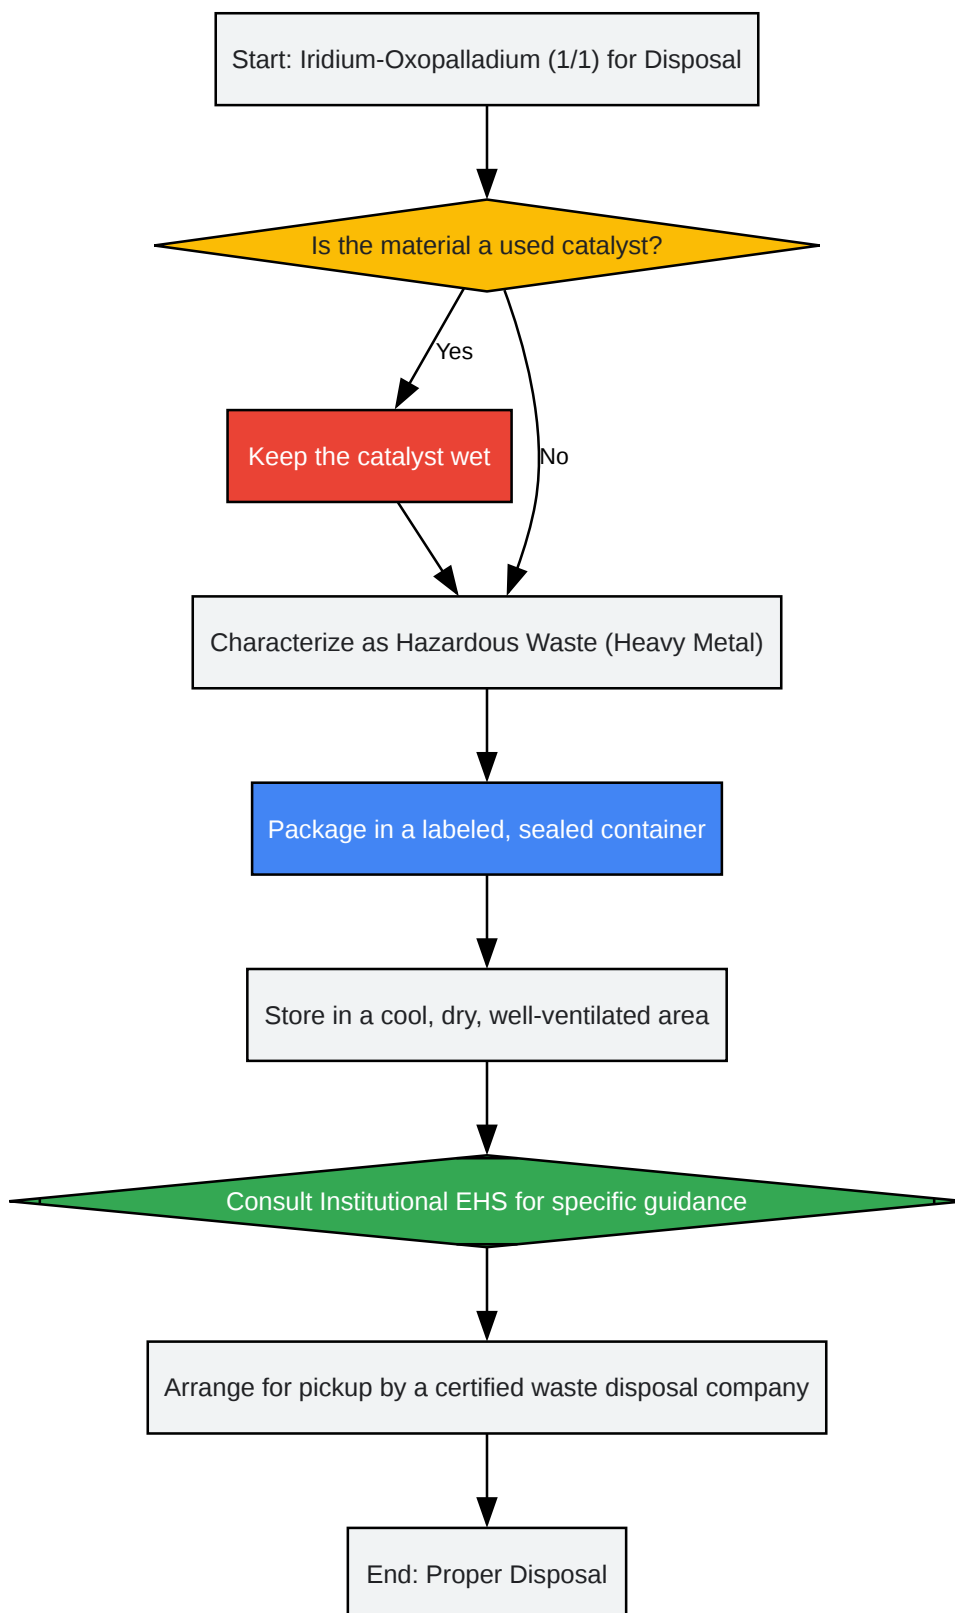 Start: Iridium-Oxopalladium (1/1) for Disposal
Is the material a used catalyst?
Yes
Keep the catalyst wet
No
Characterize as Hazardous Waste (Heavy Metal)
Package in a labeled, sealed container
Store in a cool, dry, well-ventilated area
Consult Institutional EHS for specific guidance
Arrange for pickup by a certified waste disposal company
End: Proper Disposal